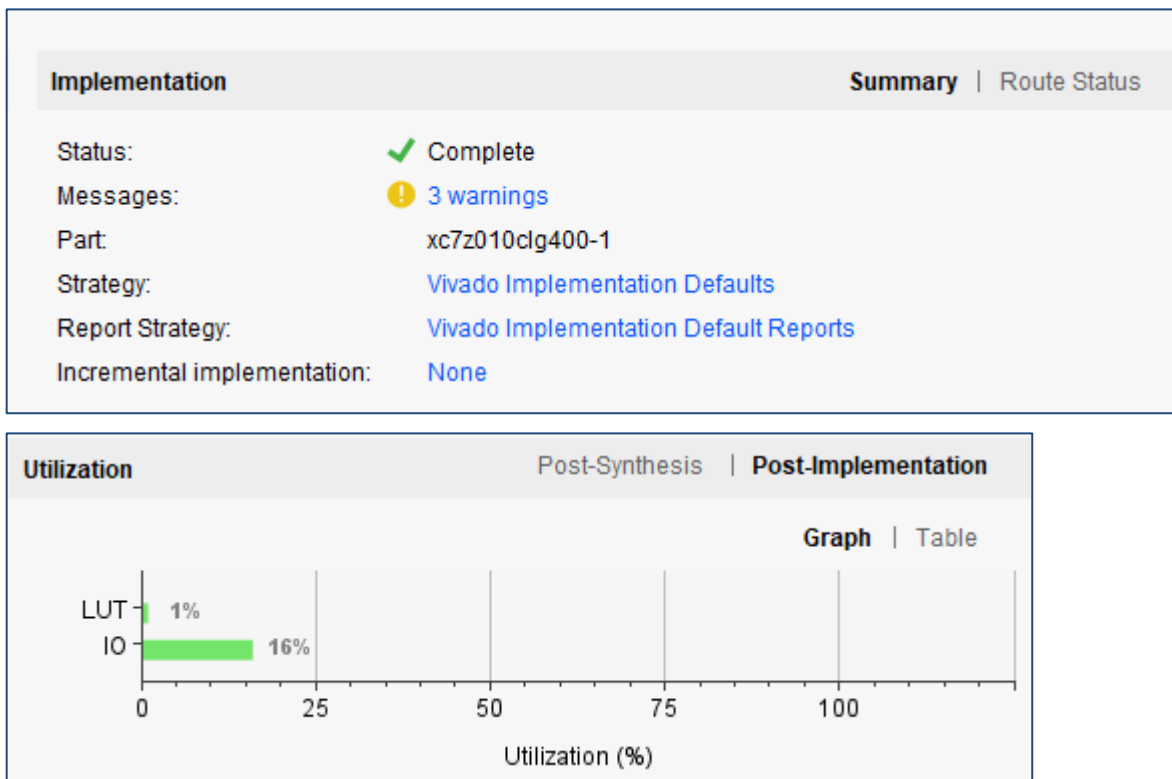 Implementation Summary | Route Status
Status: Complete
Messages: 3 warnings
Part: xc7z010clg400-1
Strategy: Vivado Implementation Defaults
Report Strategy: Vivado Implementation Default Reports
Incremental implementation: None
Utilization Post-Synthesis | Post-Implementation
Graph | Table
LUT 1%
IO 16%
0 25 50 75 100
Utilization (%)